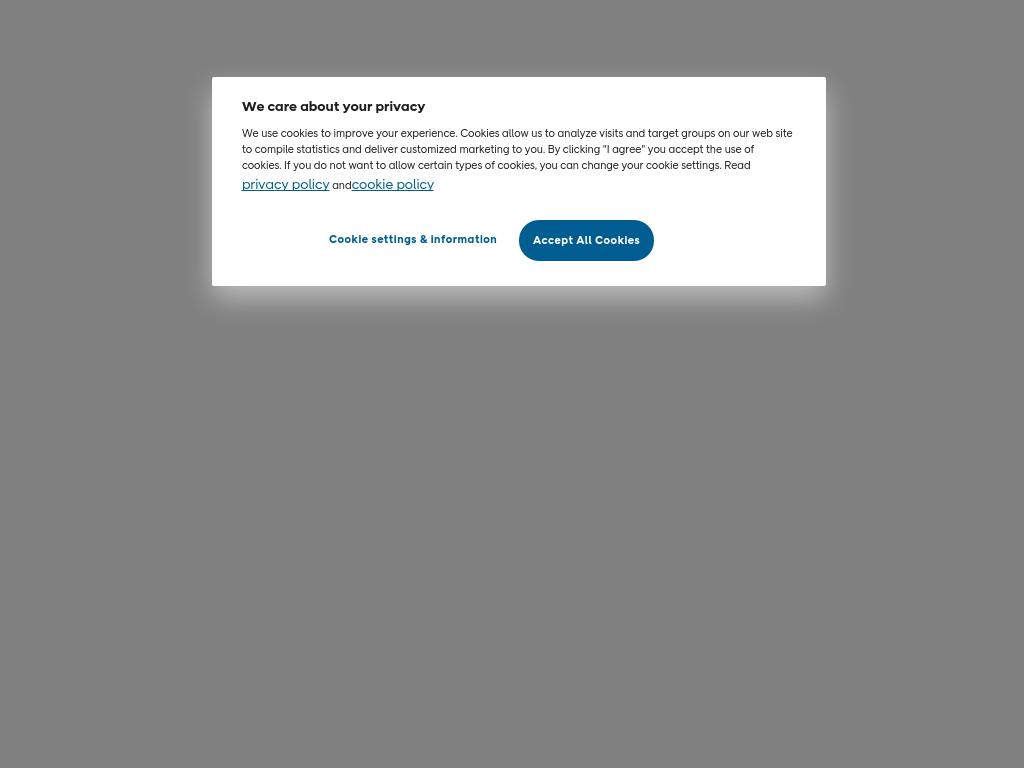 We care about your privacy
We use cookies to improve your experience. Cookies allow us to analyze visits and target groups on our web site
to compile statistics and deliver customized marketing to you. By clicking "I agree" you accept the use of
cookies. If you do not want to allow certain types of cookies, you can change your cookie settings. Read
privacy policy andcookie policy
Cookie settings & information
Accept All Cookies